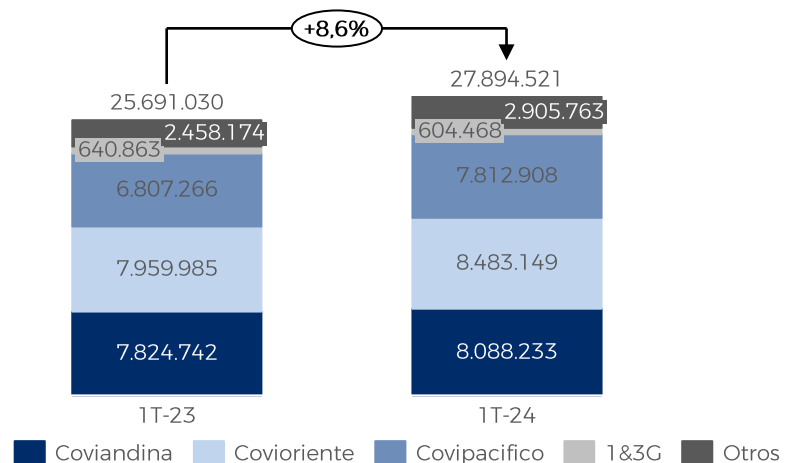 +8,6%
25.691.030
27.894.521
2.458.174
2.905.763
640.863
604.468
6.807.266
7.812.908
7.959.985
8.483.149
7.824.742
8.088.233
1T-23
1T-24
Coviandina
Covioriente
Covipacifico
1&3G
Otros